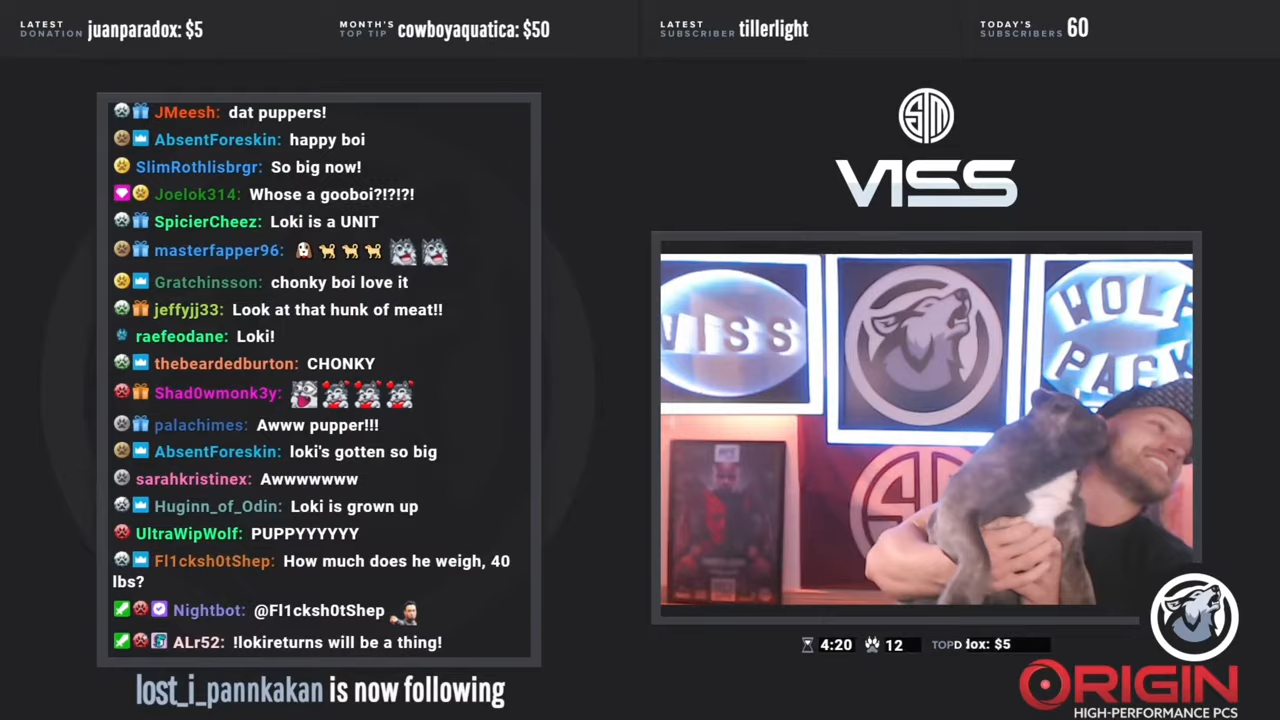 LATEST
DONATION juanparadox: $5
MONTH'S
TOP TIP cowboyaquatica: $50
LATEST
SUBSCRIBER tillerlight
TODAY'S
SUBSCRIBERS 60
JMeesh: dat puppers!
AbsentForeskin: happy boi
SlimRothlisbrgr: So big now!
Joelok314: Whose a gooboi?!?!?!
SpicierCheez: Loki is a UNIT
masterfapper96:
Gratchinsson: chonky boi love it
jeffyjj33: Look at that hunk of meat!!
raefeodane: Loki!
thebeardedburton: CHONKY
Shad0wmonk3y:
palachimes: Awww pupper!!!
AbsentForeskin: loki's gotten so big
sarahkristinex: Awwwwwww
Huginn_of_Odin: Loki is grown up
UltraWipWolf: PUPPYYYYYY
Fl1cksh0tShep: How much does he weigh, 40
lbs?
Nightbot: @Fl1cksh0tShep
ALr52: !lokireturns will be a thing!
lost_i_pannkakan is now following
TSM
VISS
VISS
WOLF
PACK
TSM
4:20 12 TOPD lox: $5
ORIGIN
HIGH-PERFORMANCE PCS